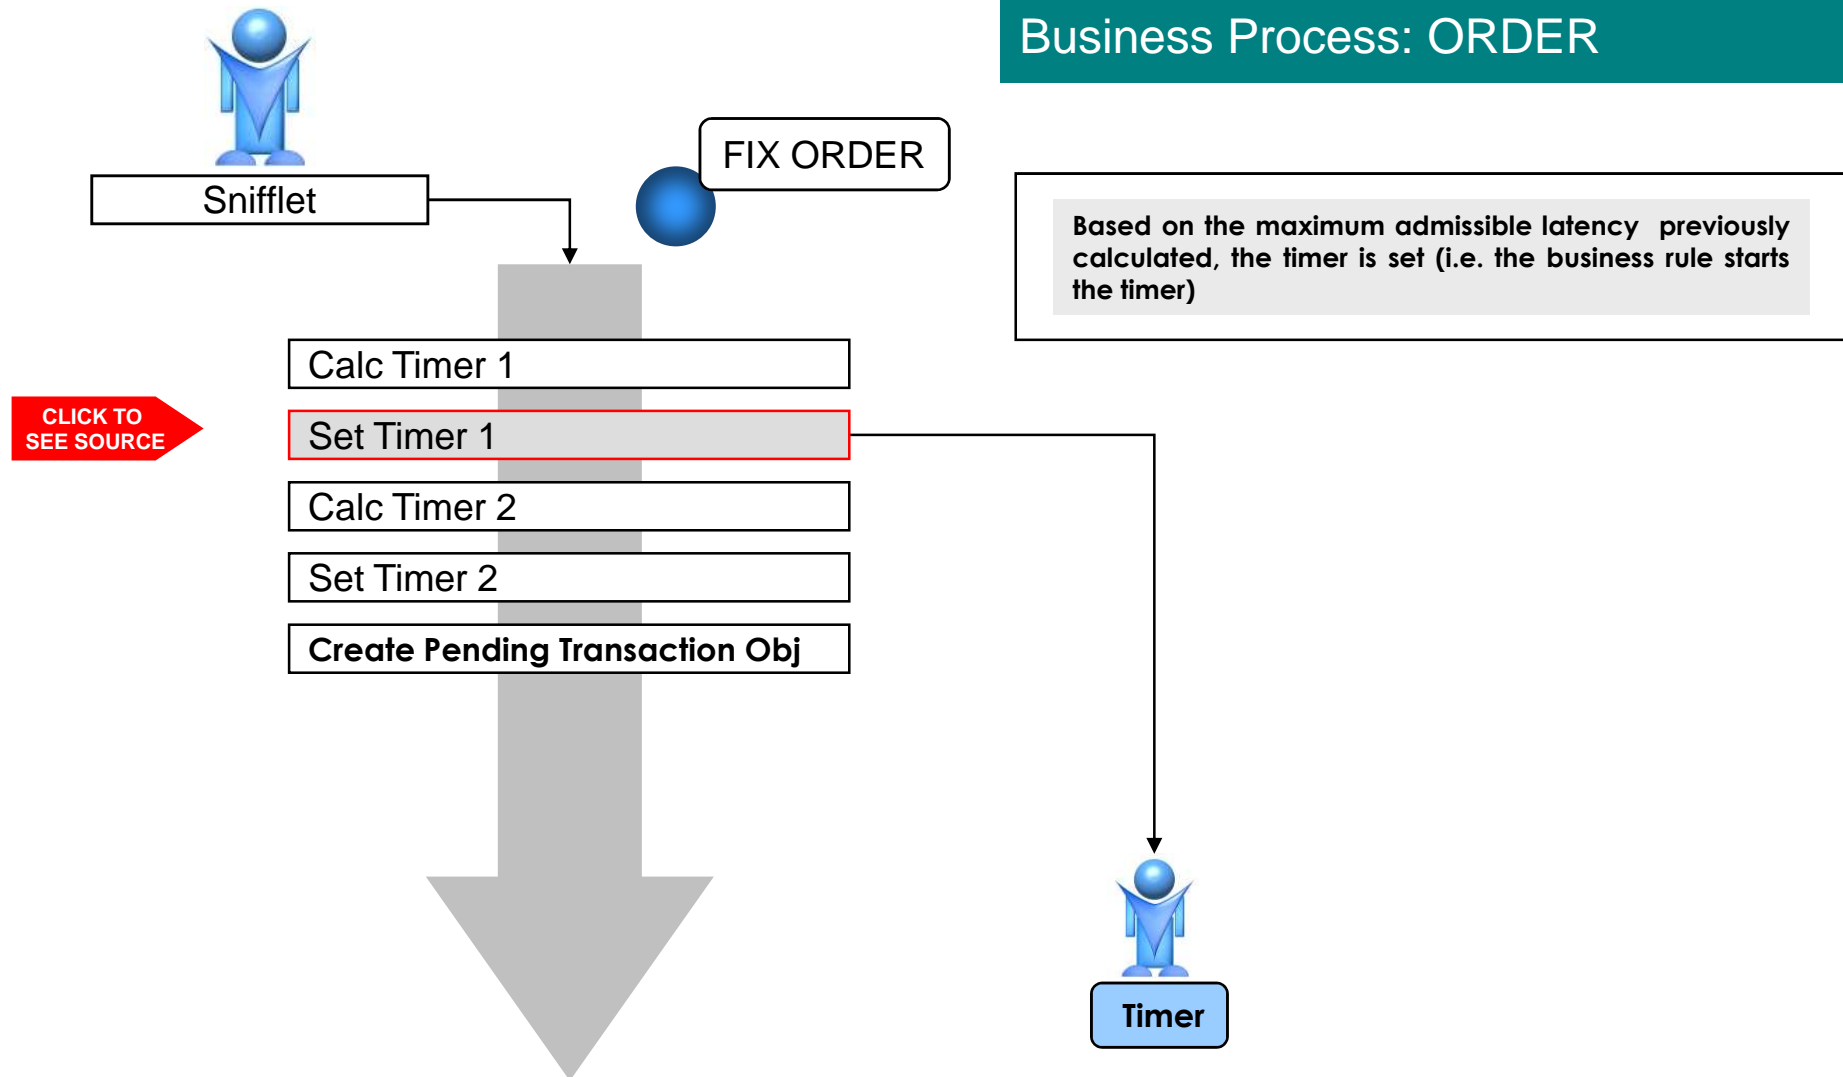 Business Process: ORDER
FIX ORDER
Snifflet
Based on the maximum admissible latency previously
calculated, the timer is set (i.e. the business rule starts
the timer)
Calc Timer 1
CLICK TO
SEE SOURCE
Set Timer 1
Calc Timer 2
Set Timer 2
Create Pending Transaction Obj
Timer